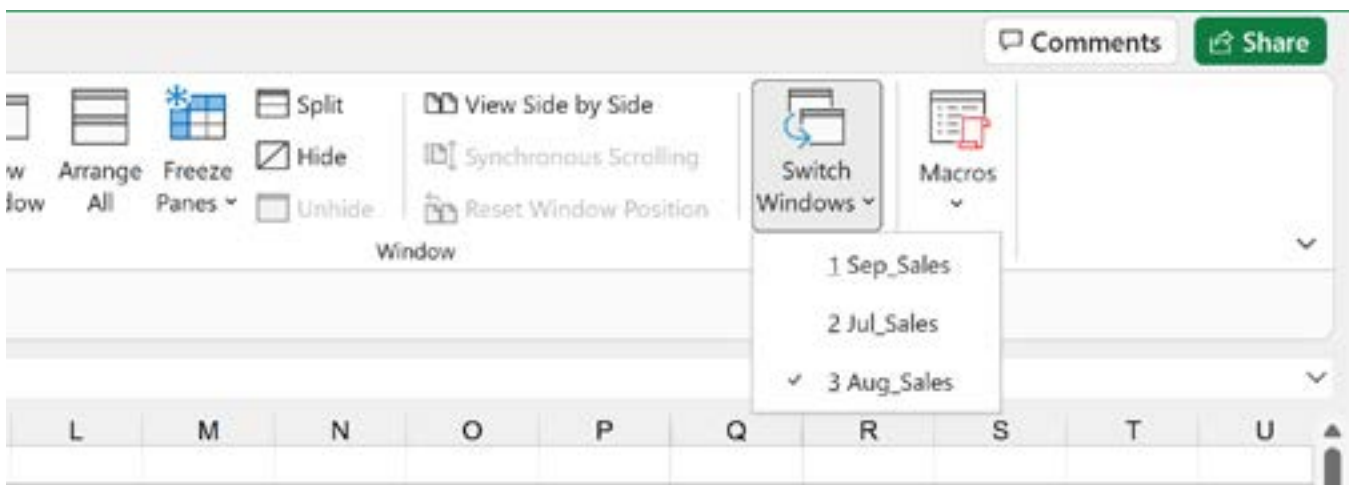 Comments Share
Split View Side by Side
Arrange All Freeze Panes Hide Synchronous Scrolling Switch Windows Macros
Unhide Reset Window Position
Window
1 Sep_Sales
2 Jul_Sales
3 Aug_Sales
L M N O P Q R S T U